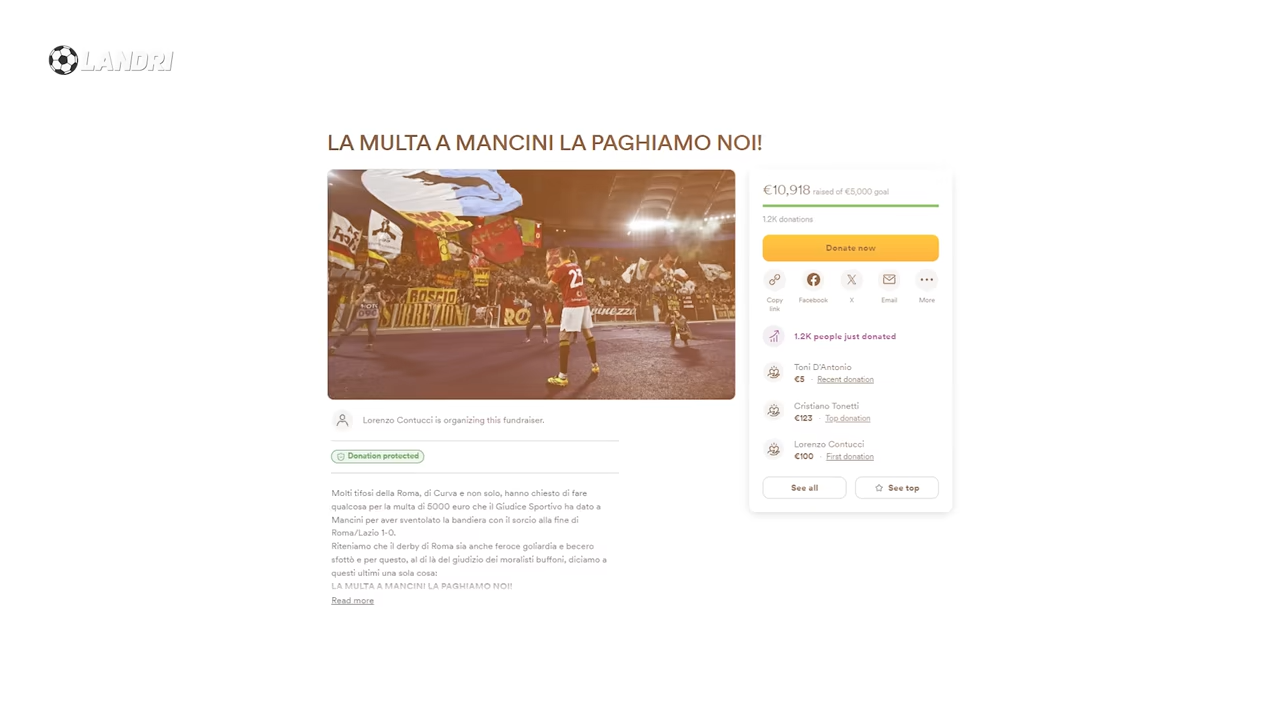 LANDRI
LA MULTA A MANCINI LA PAGHIAMO NOI!
BOSCIO
ROMA
23
€10,918 raised of €5,000 goal
1.2K donations
Donate now
Copy link
Facebook
X
Email
More
1.2K people just donated
Toni D'Antonio
€5 · Recent donation
Cristiano Tonetti
€123 · Top donation
Lorenzo Contucci
€100 · First donation
See all
See top
Lorenzo Contucci is organizing this fundraiser.
Donation protected
Molti tifosi della Roma, di Curva e non solo, hanno chiesto di fare
qualcosa per la multa di 5000 euro che il Giudice Sportivo ha dato a
Mancini per aver sventolato la bandiera con il sorcio alla fine di
Roma/Lazio 1-0.
Riteniamo che il derby di Roma sia anche feroce goliardia e becero
sfottò e per questo, al di là del giudizio dei moralisti buffoni, diciamo a
questi ultimi una sola cosa:
LA MULTA A MANCINI LA PAGHIAMO NOI!
Read more